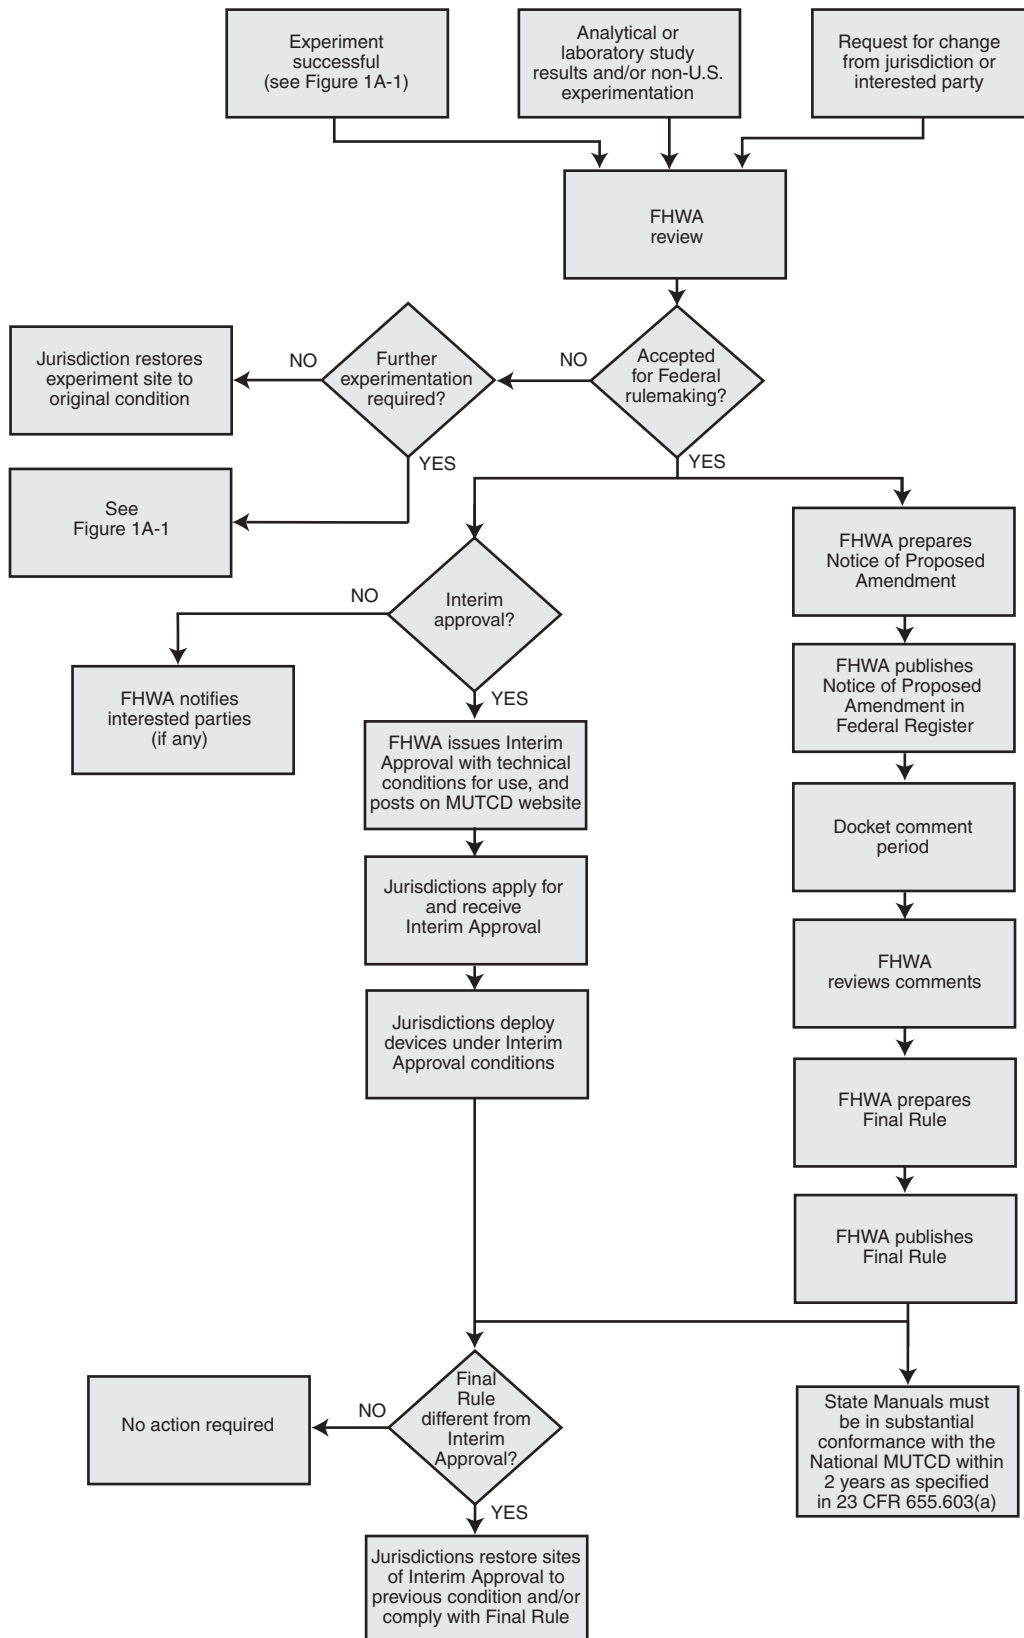 Experiment
successful
(see Figure 1A-1)
Analytical or
laboratory study
results and/or non-U.S.
experimentation
Request for change
from jurisdiction or
interested party
FHWA
review
Jurisdiction restores
experiment site to
original condition
NO
Further
experimentation
required?
NO
Accepted
for Federal
rulemaking?
YES
YES
See
Figure 1A-1
FHWA prepares
Notice of Proposed
Amendment
NO
Interim
approval?
YES
FHWA notifies
interested parties
(if any)
FHWA publishes
Notice of Proposed
Amendment in
Federal Register
FHWA issues Interim
Approval with technical
conditions for use, and
posts on MUTCD website
Docket comment
period
Jurisdictions apply for
and receive
Interim Approval
FHWA
reviews comments
Jurisdictions deploy
devices under Interim
Approval conditions
FHWA prepares
Final Rule
FHWA publishes
Final Rule
No action required
NO
Final
Rule
different from
Interim
Approval?
YES
State Manuals must
be in substantial
conformance with the
National MUTCD within
2 years as specified
in 23 CFR 655.603(a)
Jurisdictions restore sites
of Interim Approval to
previous condition and/or
comply with Final Rule